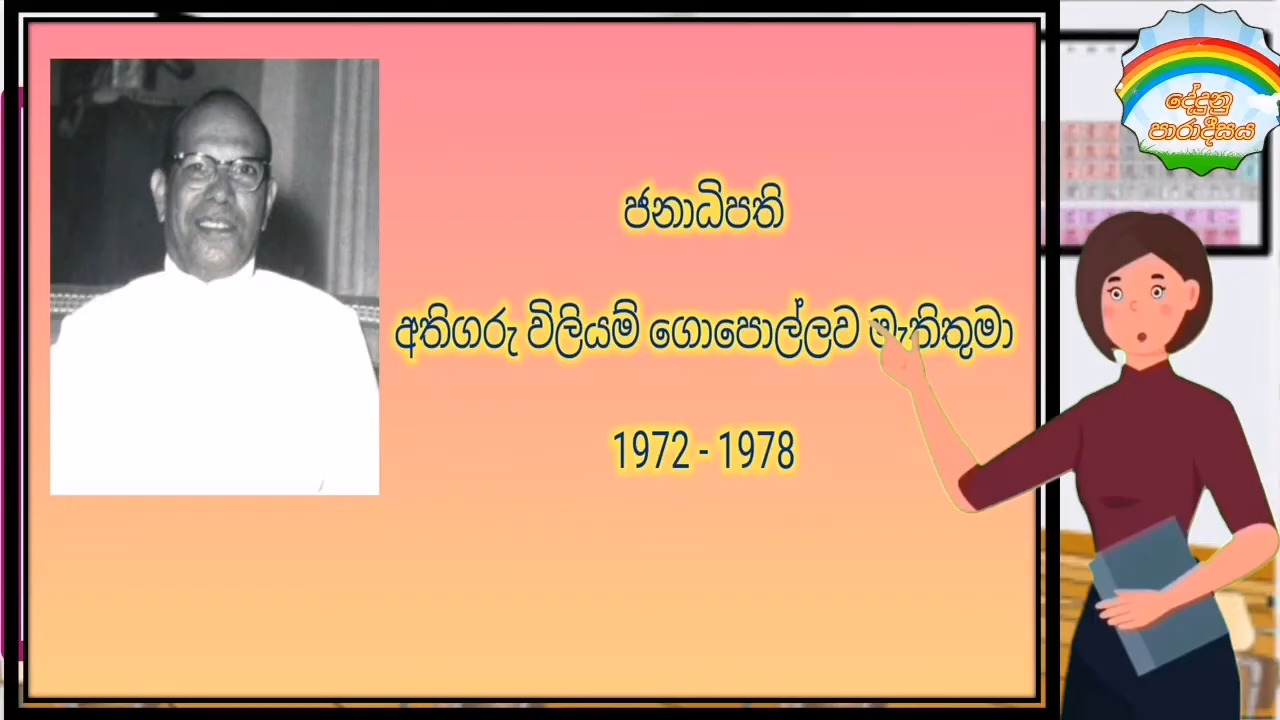 ජනාධිපති
අතිගරු විලියම් ගොපොල්ලව මැතිතුමා
1972 - 1978
දේදුනු
පාරාදීසය